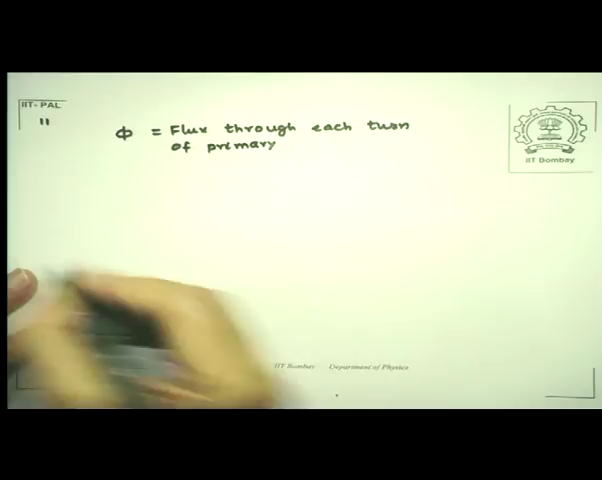 IIT-PAL
11
Φ = Flux through each turn
of primary
IIT Bombay
IIT Bombay Department of Physics